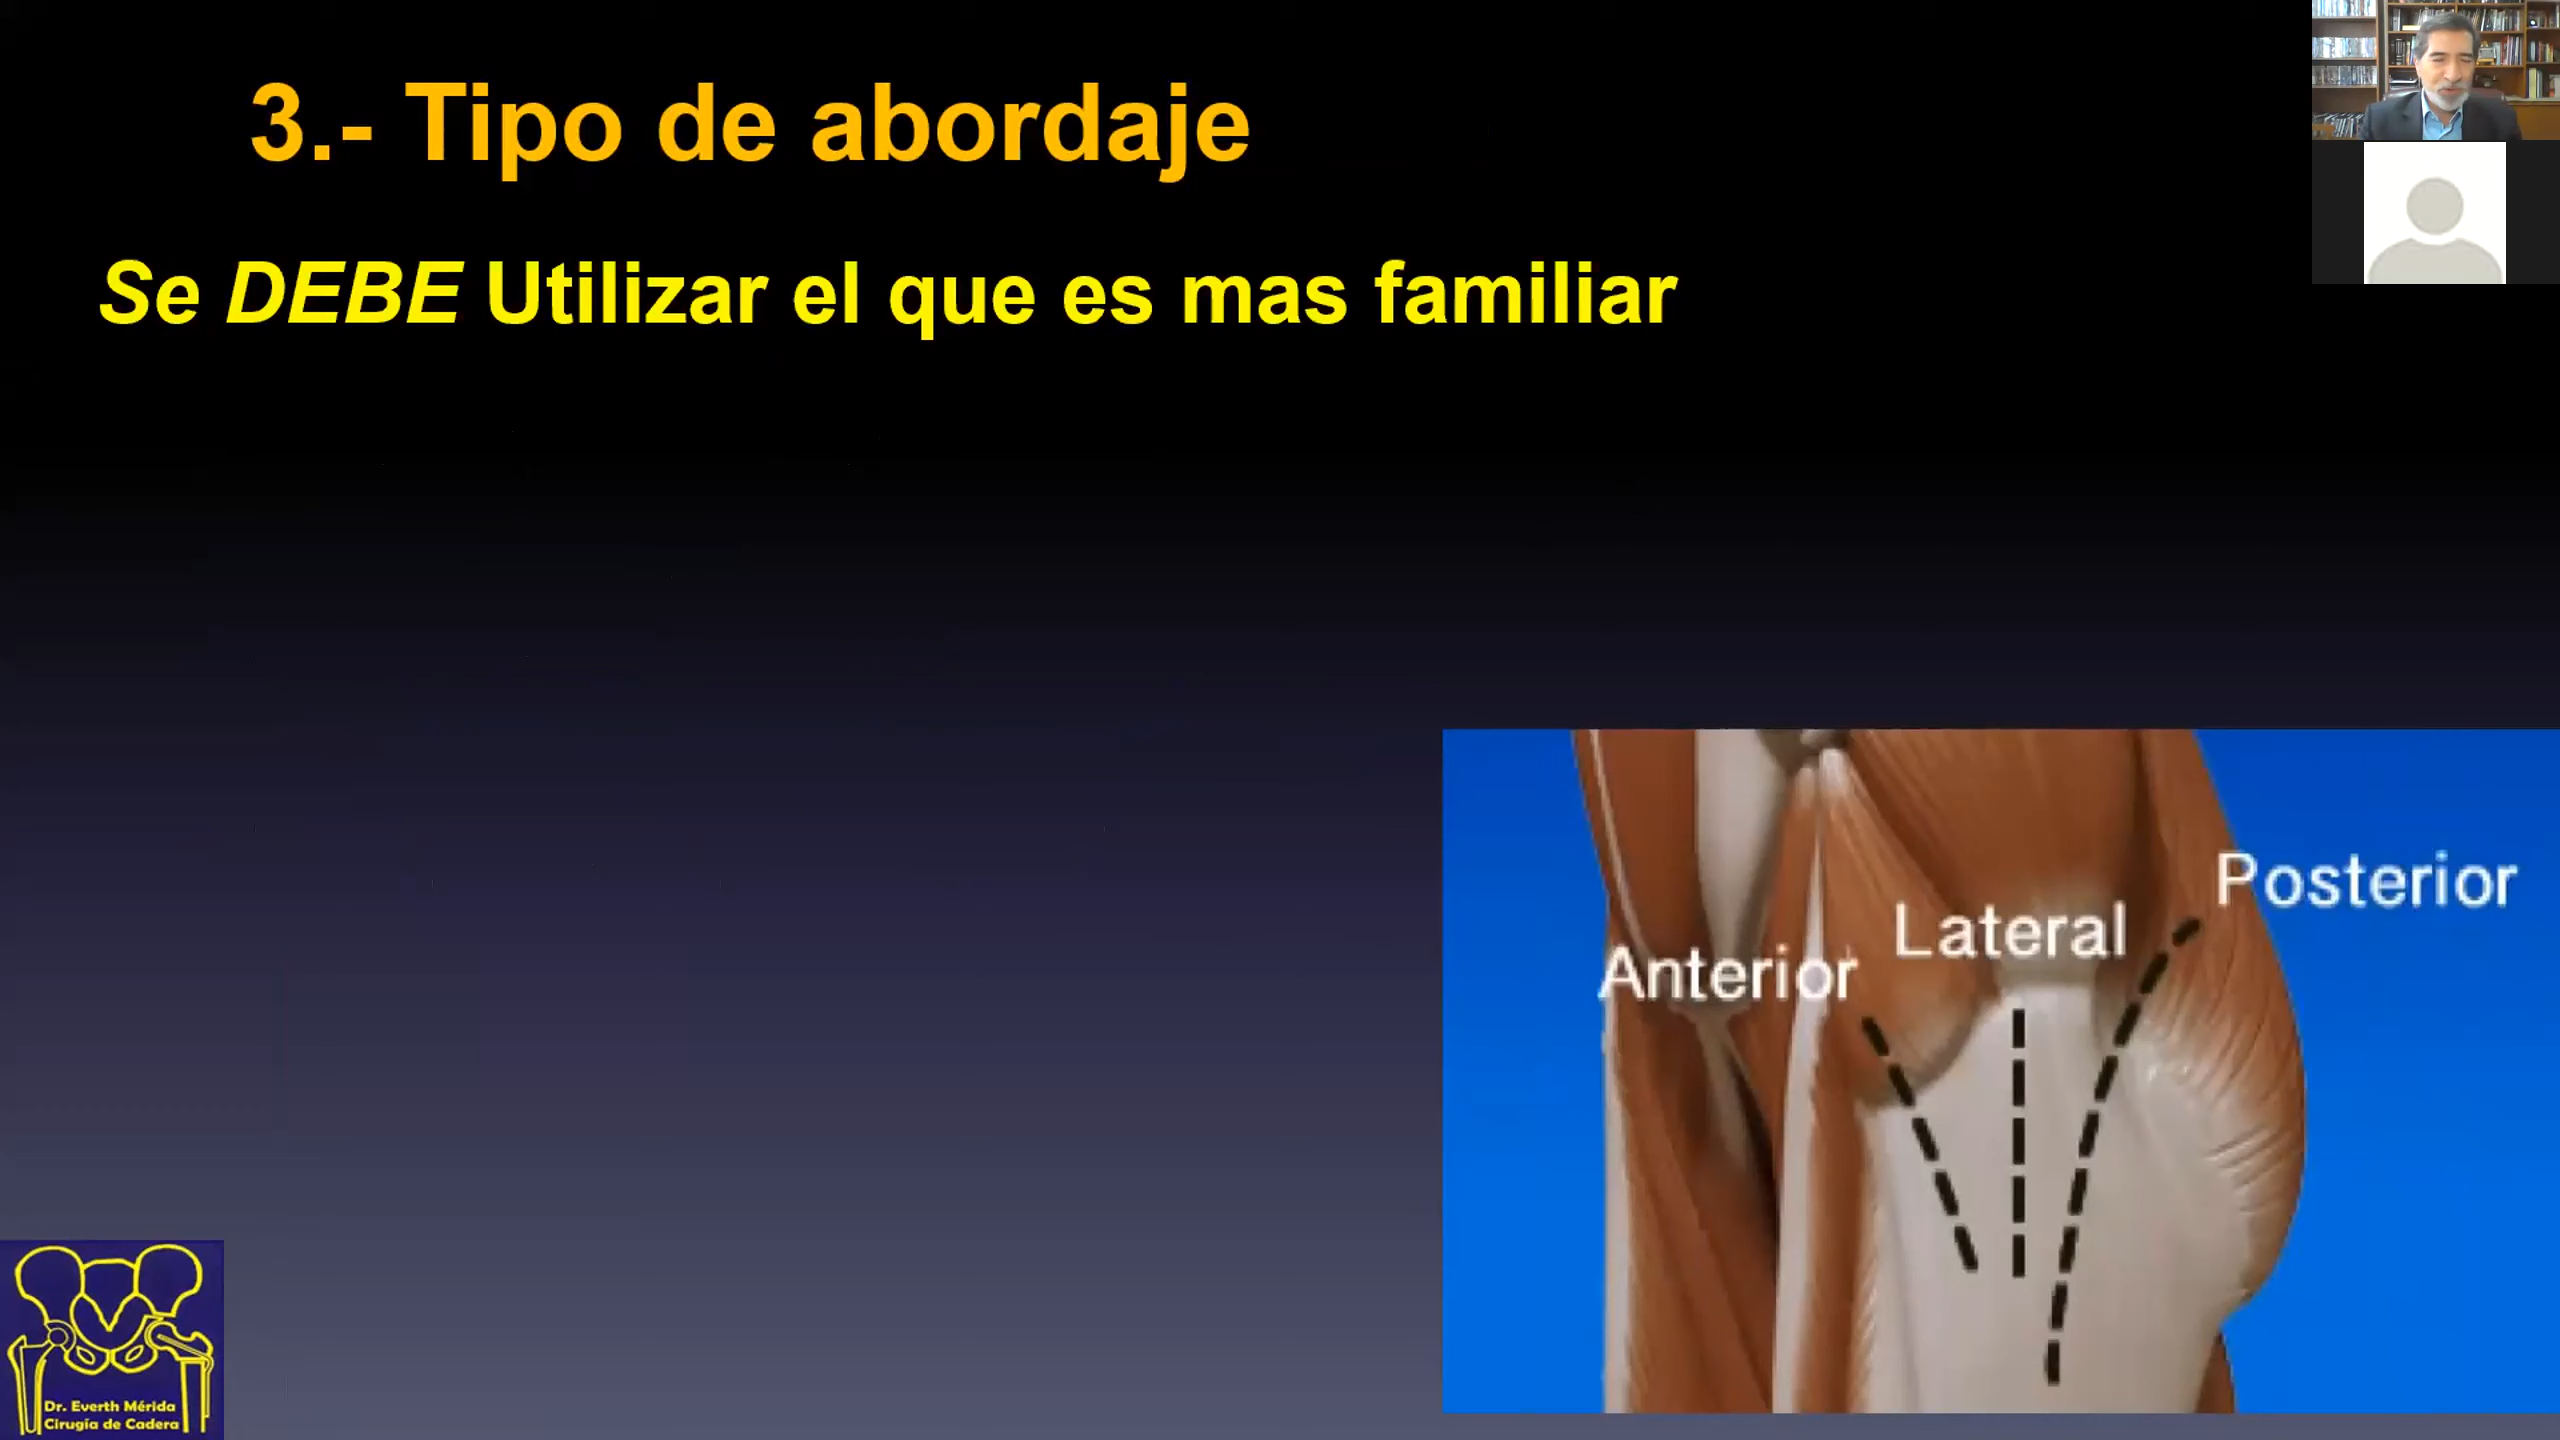 3.- Tipo de abordaje
Se DEBE Utilizar el que es mas familiar
Posterior
Lateral
Anterior
Dr. Everth Mérida
Cirugía de Cadera